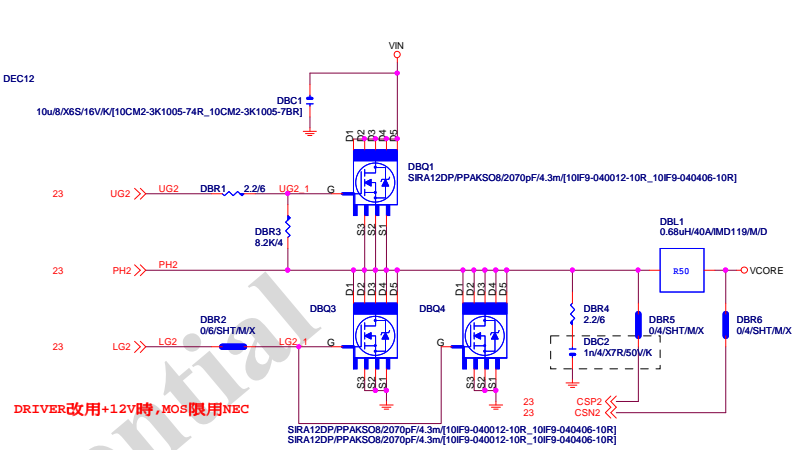 VIN
DEC12
DBC1
10u/8/X6S/16V/K/[10CM2-3K1005-74R_10CM2-3K1005-7BR]
D1 D2 D3 D4 D5
DBQ1
SIRA12DP/PPAKSO8/2070pF/4.3m/[10IF9-040012-10R_10IF9-040406-10R]
23 UG2 UG2 DBR1 2.2/6 UG2_1 G
S3 S2 S1
DBR3
8.2K/4
DBL1
0.68uH/40A/IMD119/M/D
23 PH2 PH2
R50
VCORE
D1 D2 D3 D4 D5
D1 D2 D3 D4 D5
DBQ3
DBQ4
DBR2
0/6/SHT/M/X
DBR4
2.2/6
DBR5
0/4/SHT/M/X
DBR6
0/4/SHT/M/X
23 LG2 LG2 LG2_1 G
G
DBC2
1n/4/X7R/50V/K
S3 S2 S1
S3 S2 S1
23 CSP2
23 CSN2
DRIVER改用+12V時,MOS限用NEC
SIRA12DP/PPAKSO8/2070pF/4.3m/[10IF9-040012-10R_10IF9-040406-10R]
SIRA12DP/PPAKSO8/2070pF/4.3m/[10IF9-040012-10R_10IF9-040406-10R]
ential